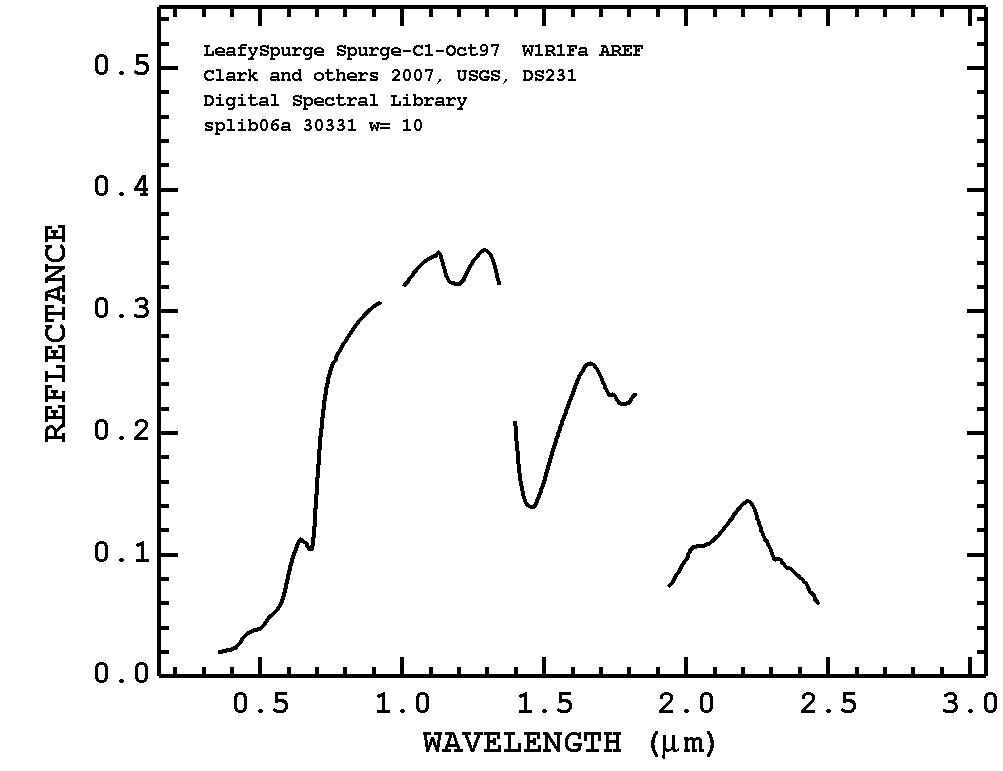 LeafySpurge Spurge-C1-Oct97 W1R1Fa AREF
Clark and others 2007, USGS, DS231
Digital Spectral Library
splib06a 30331 w= 10
REFLECTANCE
0.5
0.4
0.3
0.2
0.1
0.0
0.5 1.0 1.5 2.0 2.5 3.0
WAVELENGTH (μm)